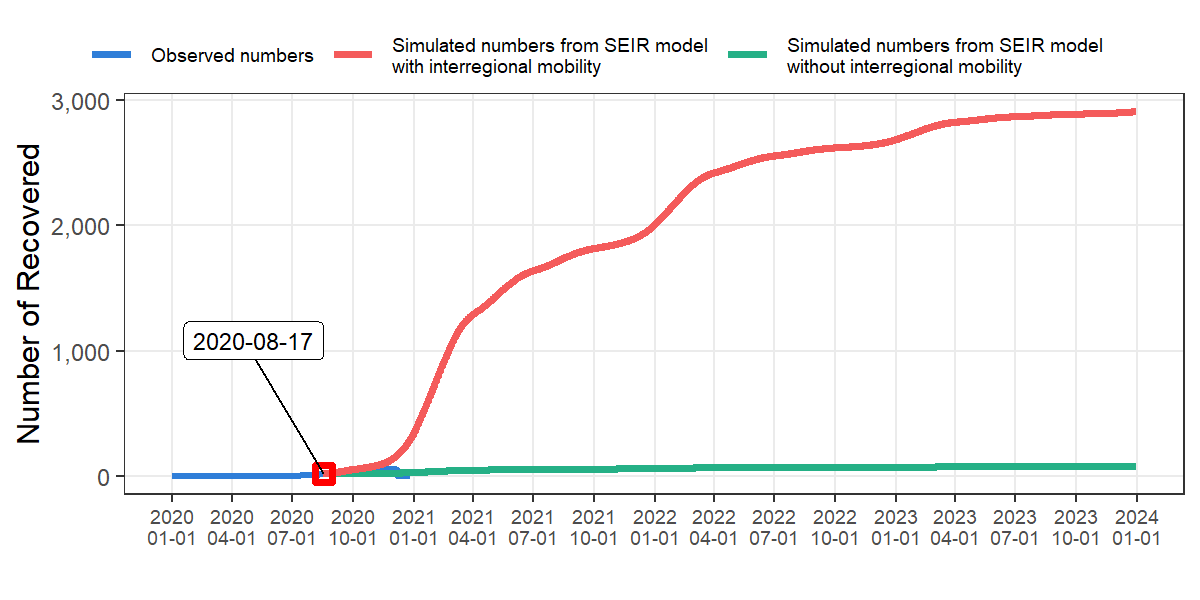 Observed numbers
Simulated numbers from SEIR model
with interregional mobility
Simulated numbers from SEIR model
without interregional mobility
Number of Recovered
3,000
2,000
1,000
0
2020-08-17
2020 2020 2020 2020 2021 2021 2021 2021 2022 2022 2022 2022 2023 2023 2023 2023 2024
01-01 04-01 07-01 10-01 01-01 04-01 07-01 10-01 01-01 04-01 07-01 10-01 01-01 04-01 07-01 10-01 01-01